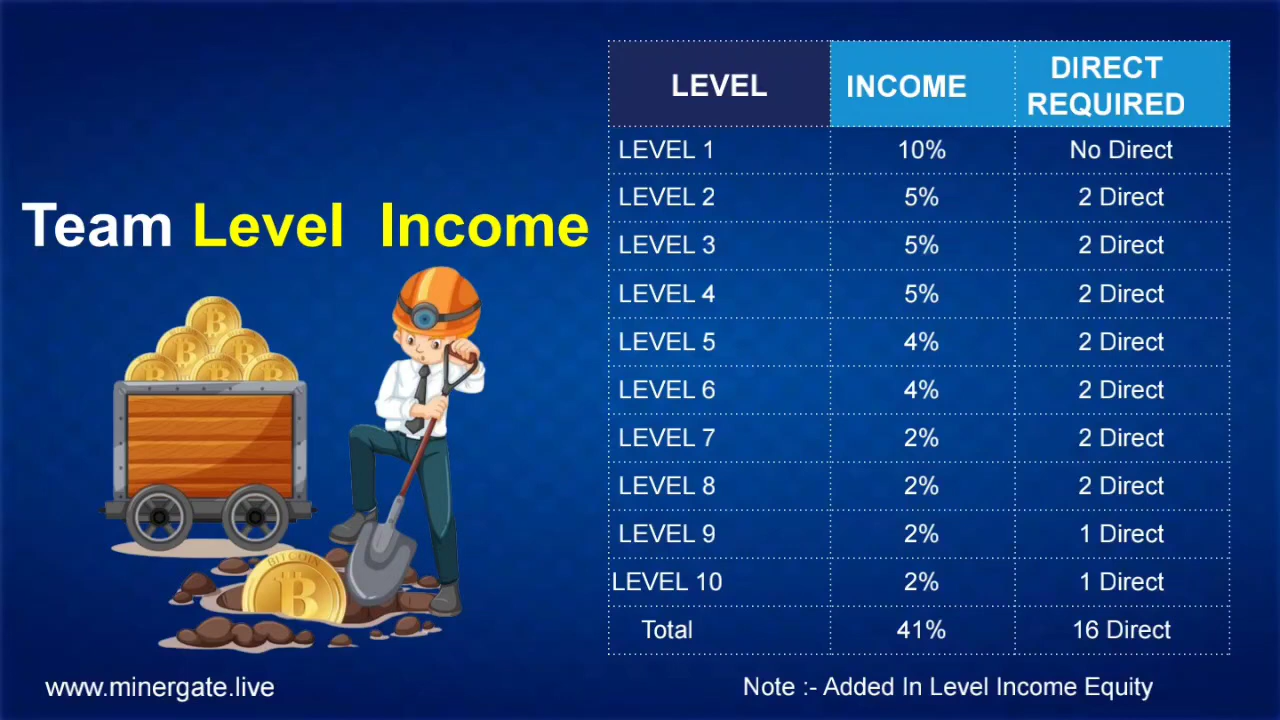 Team Level Income
LEVEL INCOME DIRECT REQUIRED
LEVEL 1 10% No Direct
LEVEL 2 5% 2 Direct
LEVEL 3 5% 2 Direct
LEVEL 4 5% 2 Direct
LEVEL 5 4% 2 Direct
LEVEL 6 4% 2 Direct
LEVEL 7 2% 2 Direct
LEVEL 8 2% 2 Direct
LEVEL 9 2% 1 Direct
LEVEL 10 2% 1 Direct
Total 41% 16 Direct
BITCOIN
www.minergate.live
Note :- Added In Level Income Equity